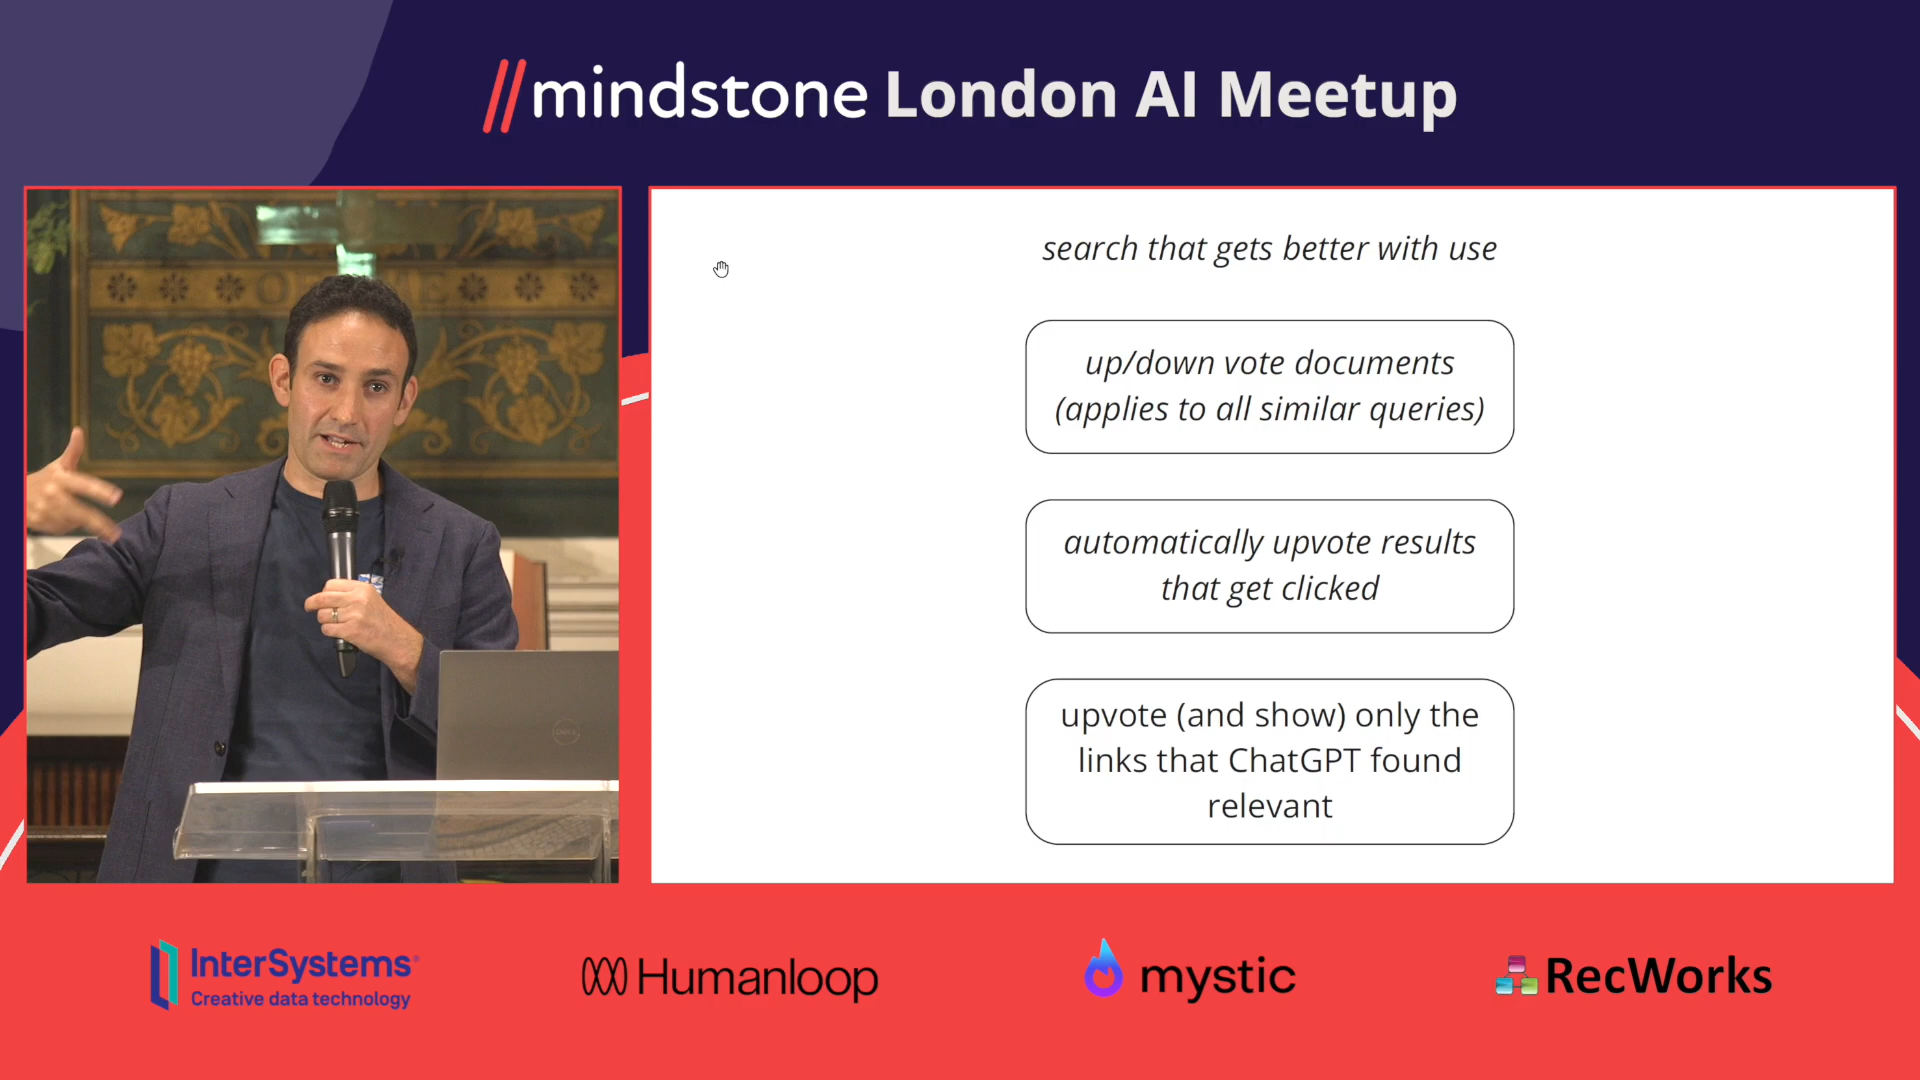 //mindstone London AI Meetup
search that gets better with use
up/down vote documents
(applies to all similar queries)
automatically upvote results
that get clicked
upvote (and show) only the
links that ChatGPT found
relevant
DELL
InterSystems®
Creative data technology
Humanloop
mystic
RecWorks